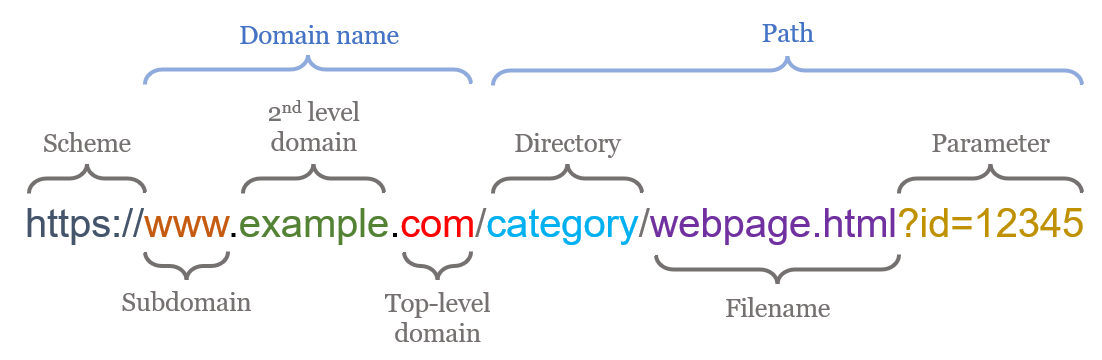 Domain name
Path
2nd level
domain
Scheme
Directory
Parameter
https://www.example.com/category/webpage.html?id=12345
Subdomain
Top-level
domain
Filename